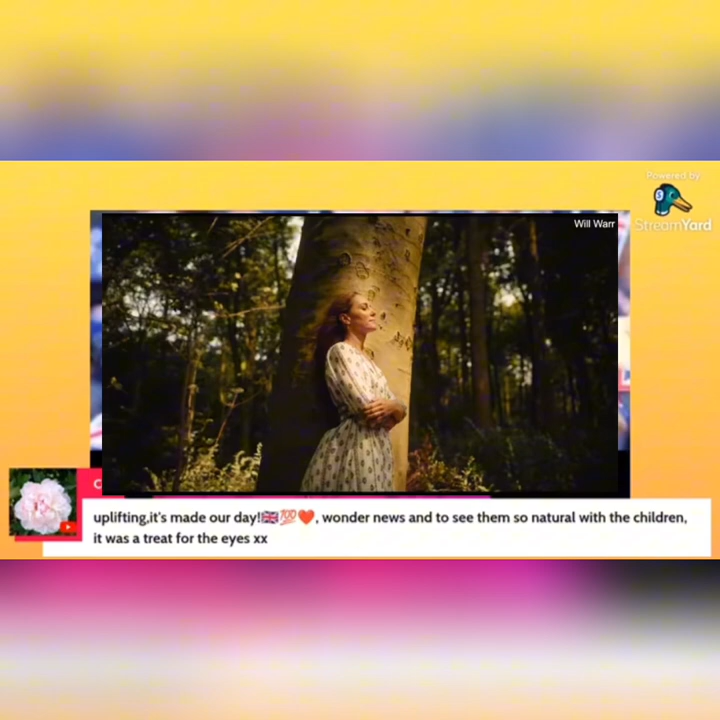 Powered by
StreamYard
Will Warr
uplifting,it's made our day!🇬🇧💯❤️, wonder news and to see them so natural with the children,
it was a treat for the eyes xx